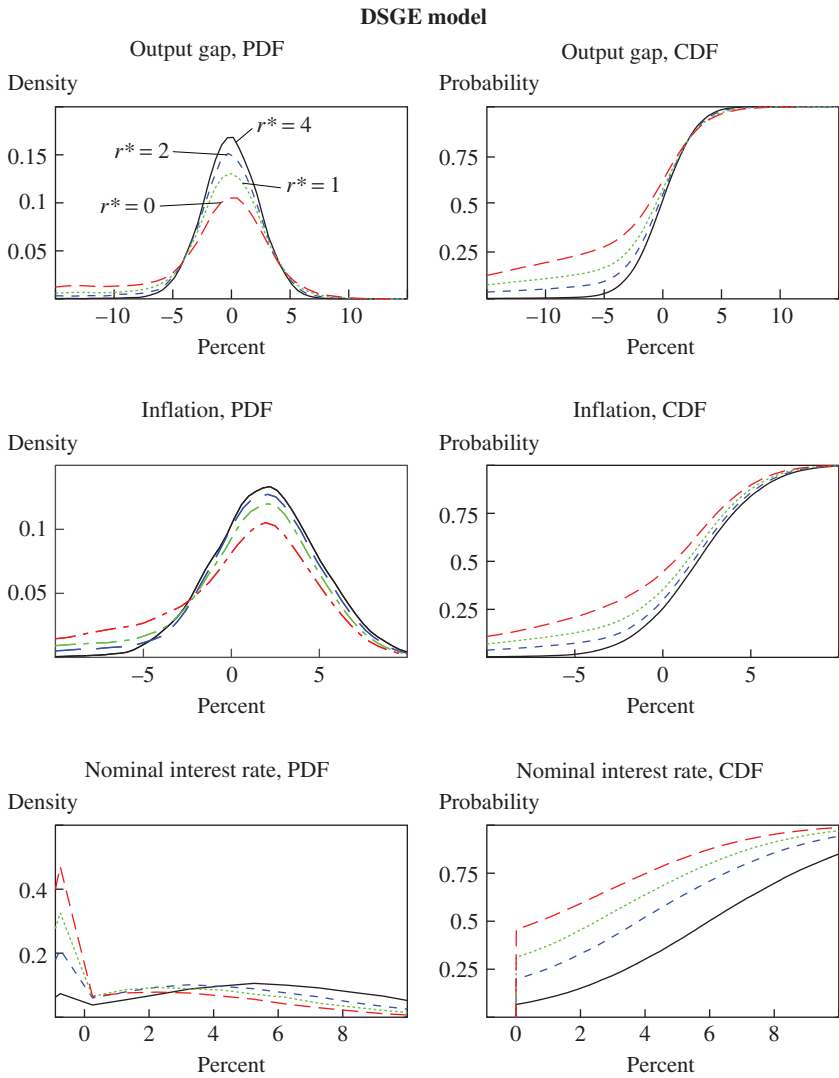 DSGE model
Output gap, PDF
Output gap, CDF
Density
Probability
r* = 4
r* = 2
r* = 1
r* = 0
0.15
0.1
0.05
–10 –5 0 5 10
Percent
0.75
0.5
0.25
–10 –5 0 5 10
Percent
Inflation, PDF
Inflation, CDF
Density
Probability
0.1
0.05
–5 0 5
Percent
0.75
0.5
0.25
–5 0 5
Percent
Nominal interest rate, PDF
Nominal interest rate, CDF
Density
Probability
0.4
0.2
0 2 4 6 8
Percent
0.75
0.5
0.25
0 2 4 6 8
Percent